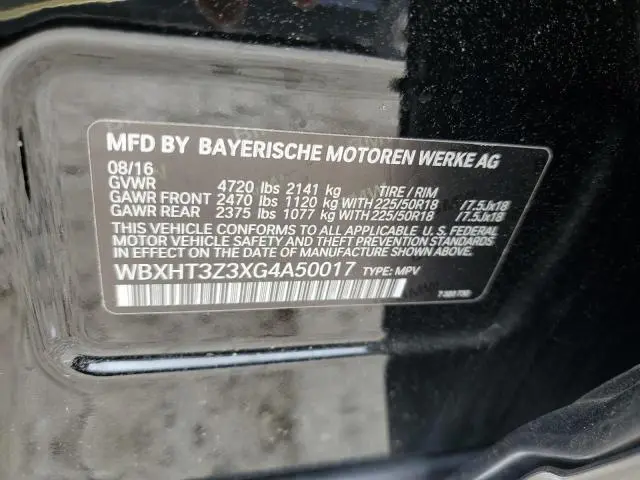 MFD BY BAYERISCHE MOTOREN WERKE AG
08/16
GVWR 4720 lbs 2141 kg TIRE / RIM
GAWR FRONT 2470 lbs 1120 kg WITH 225/50R18 /7.5Jx18
GAWR REAR 2375 lbs 1077 kg WITH 225/50R18 /7.5Jx18
THIS VEHICLE CONFORMS TO ALL APPLICABLE U. S. FEDERAL
MOTOR VEHICLE SAFETY, BUMPER, AND THEFT PREVENTION STANDARDS
IN EFFECT ON THE DATE OF MANUFACTURE SHOWN ABOVE.
WBXHT3Z3XG4A50017 TYPE: MPV